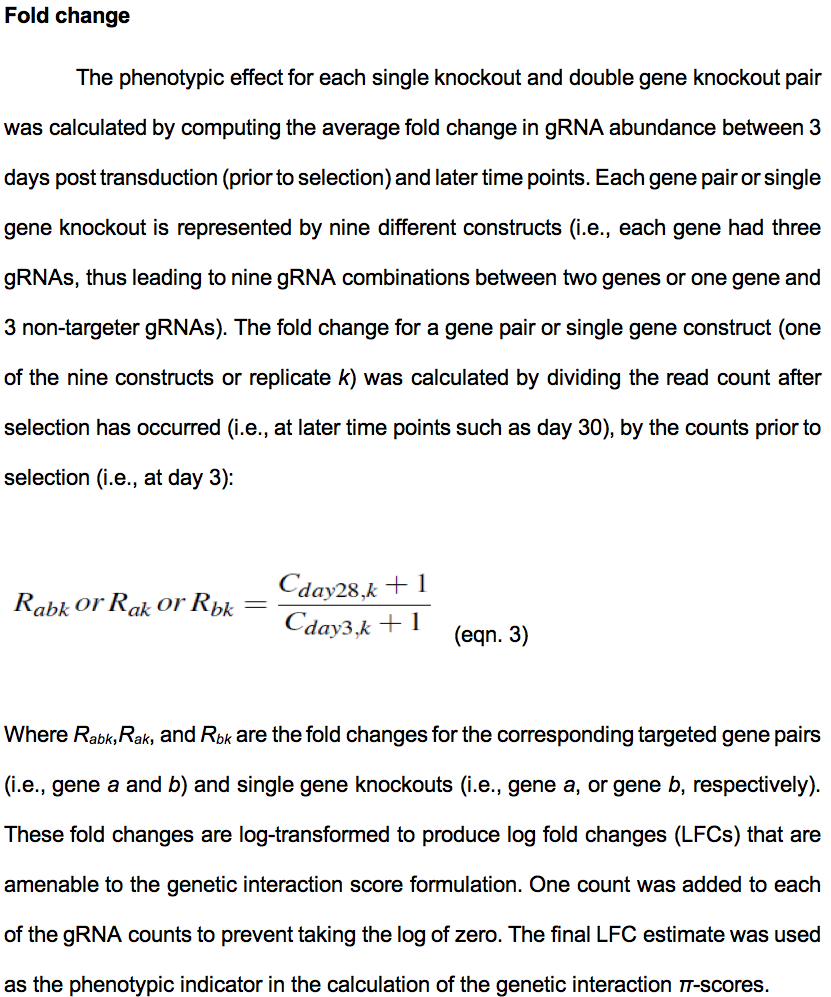 Fold change
The phenotypic effect for each single knockout and double gene knockout pair
was calculated by computing the average fold change in gRNA abundance between 3
days post transduction (prior to selection) and later time points. Each gene pair or single
gene knockout is represented by nine different constructs (i.e., each gene had three
gRNAs, thus leading to nine gRNA combinations between two genes or one gene and
3 non-targeter gRNAs). The fold change for a gene pair or single gene construct (one
of the nine constructs or replicate k) was calculated by dividing the read count after
selection has occurred (i.e., at later time points such as day 30), by the counts prior to
selection (i.e., at day 3):
R_{abk} or R_{ak} or R_{bk} = \frac{C_{day28,k} + 1}{C_{day3,k} + 1} (eqn. 3)
Where R_{abk}, R_{ak}, and R_{bk} are the fold changes for the corresponding targeted gene pairs
(i.e., gene a and b) and single gene knockouts (i.e., gene a, or gene b, respectively).
These fold changes are log-transformed to produce log fold changes (LFCs) that are
amenable to the genetic interaction score formulation. One count was added to each
of the gRNA counts to prevent taking the log of zero. The final LFC estimate was used
as the phenotypic indicator in the calculation of the genetic interaction π-scores.